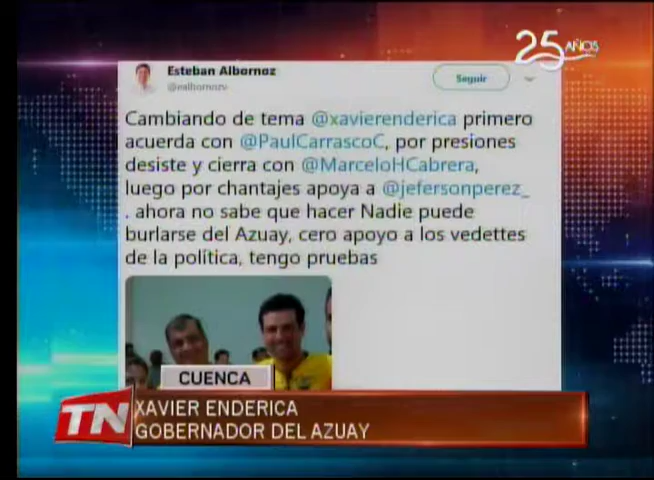 25 AÑOS
Esteban Albornoz
@ealbornozv
Seguir
Cambiando de tema @xavierenderica primero
acuerda con @PaulCarrascoC, por presiones
desiste y cierra con @MarceloHCabrera,
luego por chantajes apoya a @jefersonperez_
. ahora no sabe que hacer Nadie puede
burlarse del Azuay, cero apoyo a los vedettes
de la política, tengo pruebas
CUENCA
TN
XAVIER ENDERICA
GOBERNADOR DEL AZUAY